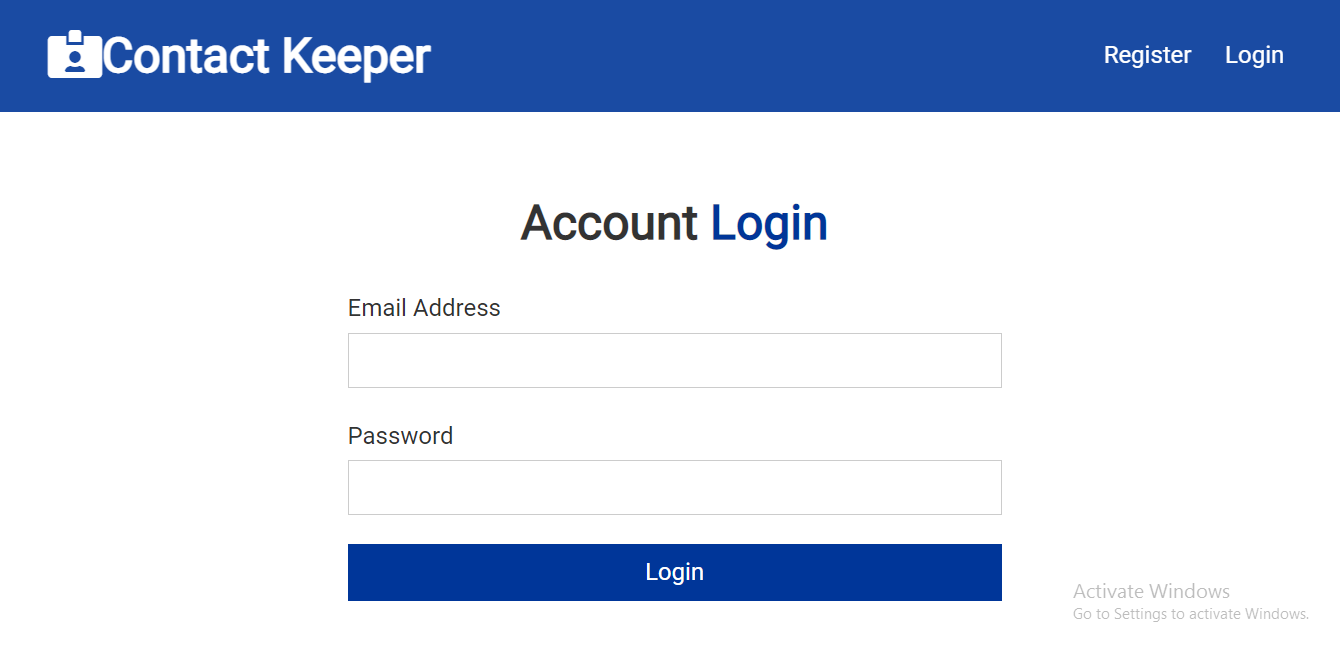 Contact Keeper
Register Login
Account Login
Email Address
Password
Login
Activate Windows
Go to Settings to activate Windows.